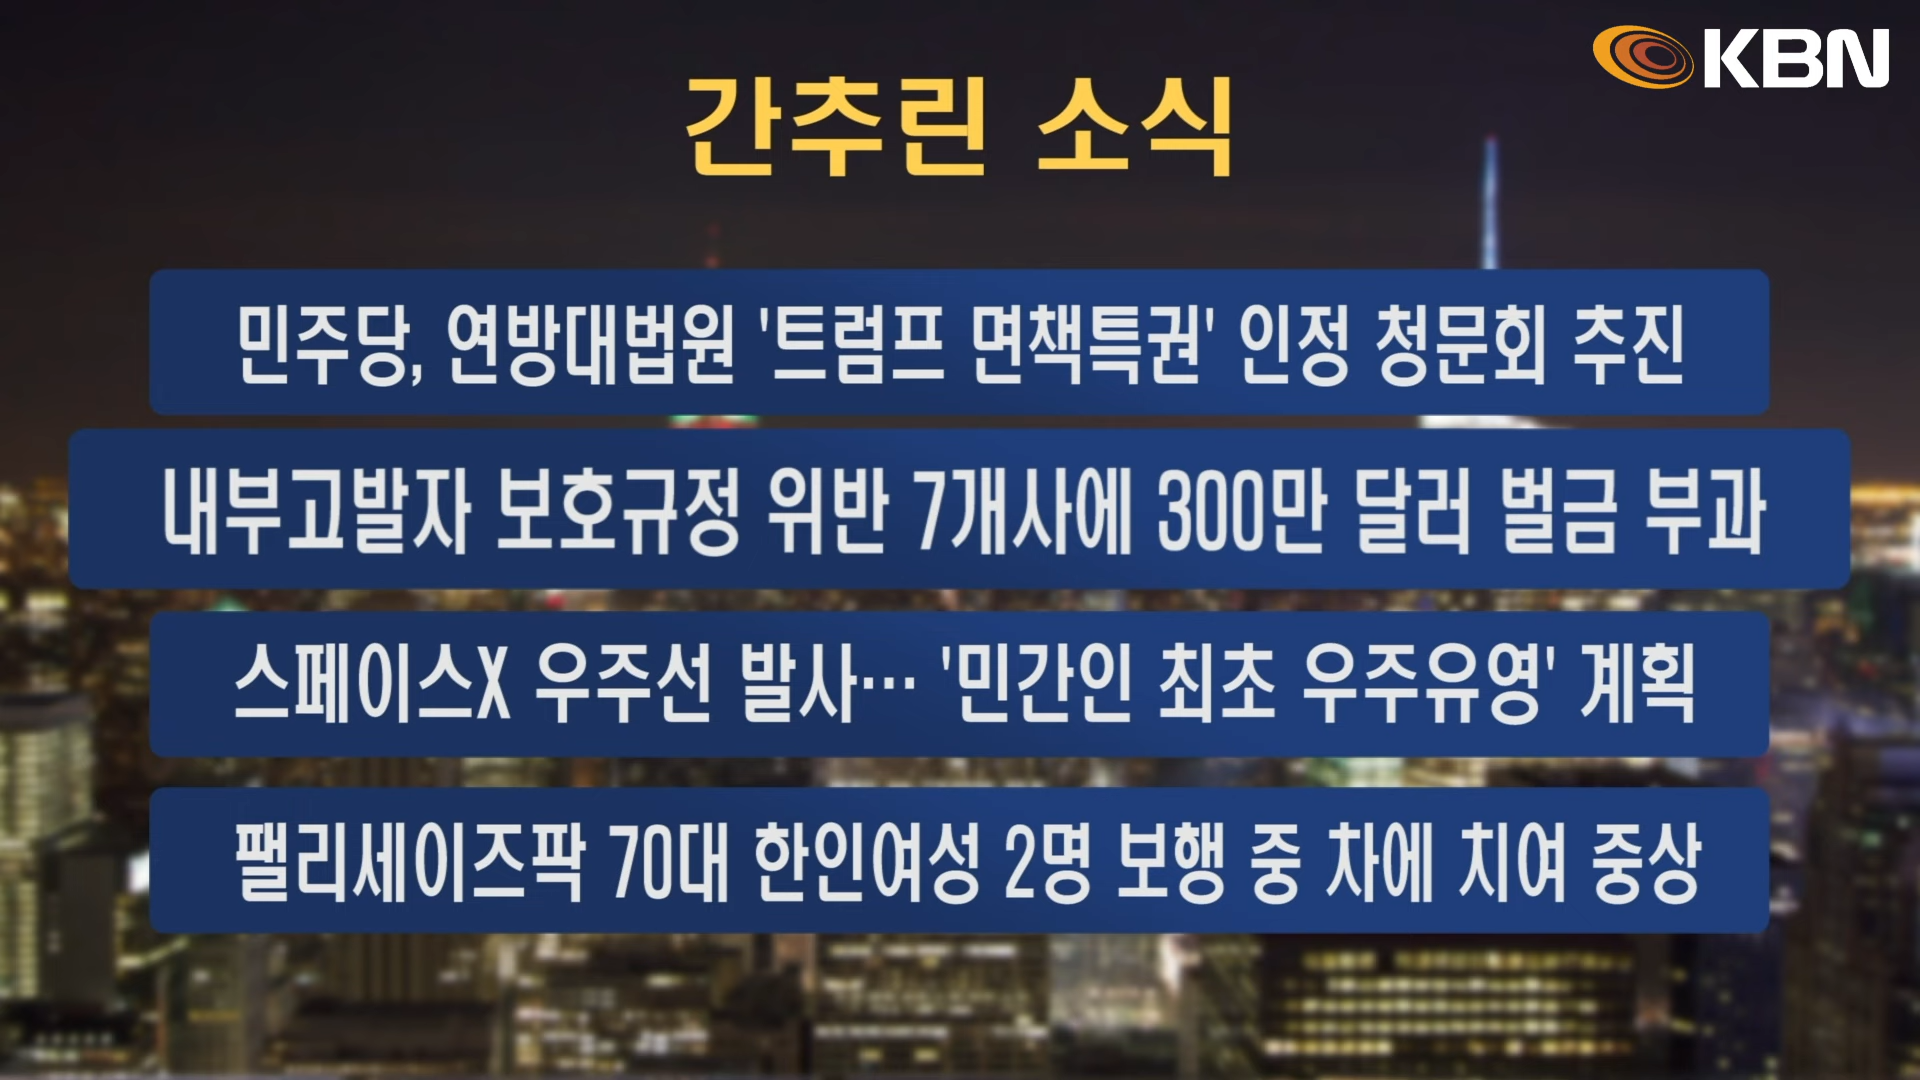 KBN
간추린 소식
민주당, 연방대법원 '트럼프 면책특권' 인정 청문회 추진
내부고발자 보호규정 위반 7개사에 300만 달러 벌금 부과
스페이스X 우주선 발사… '민간인 최초 우주유영' 계획
팰리세이즈팍 70대 한인여성 2명 보행 중 차에 치여 중상